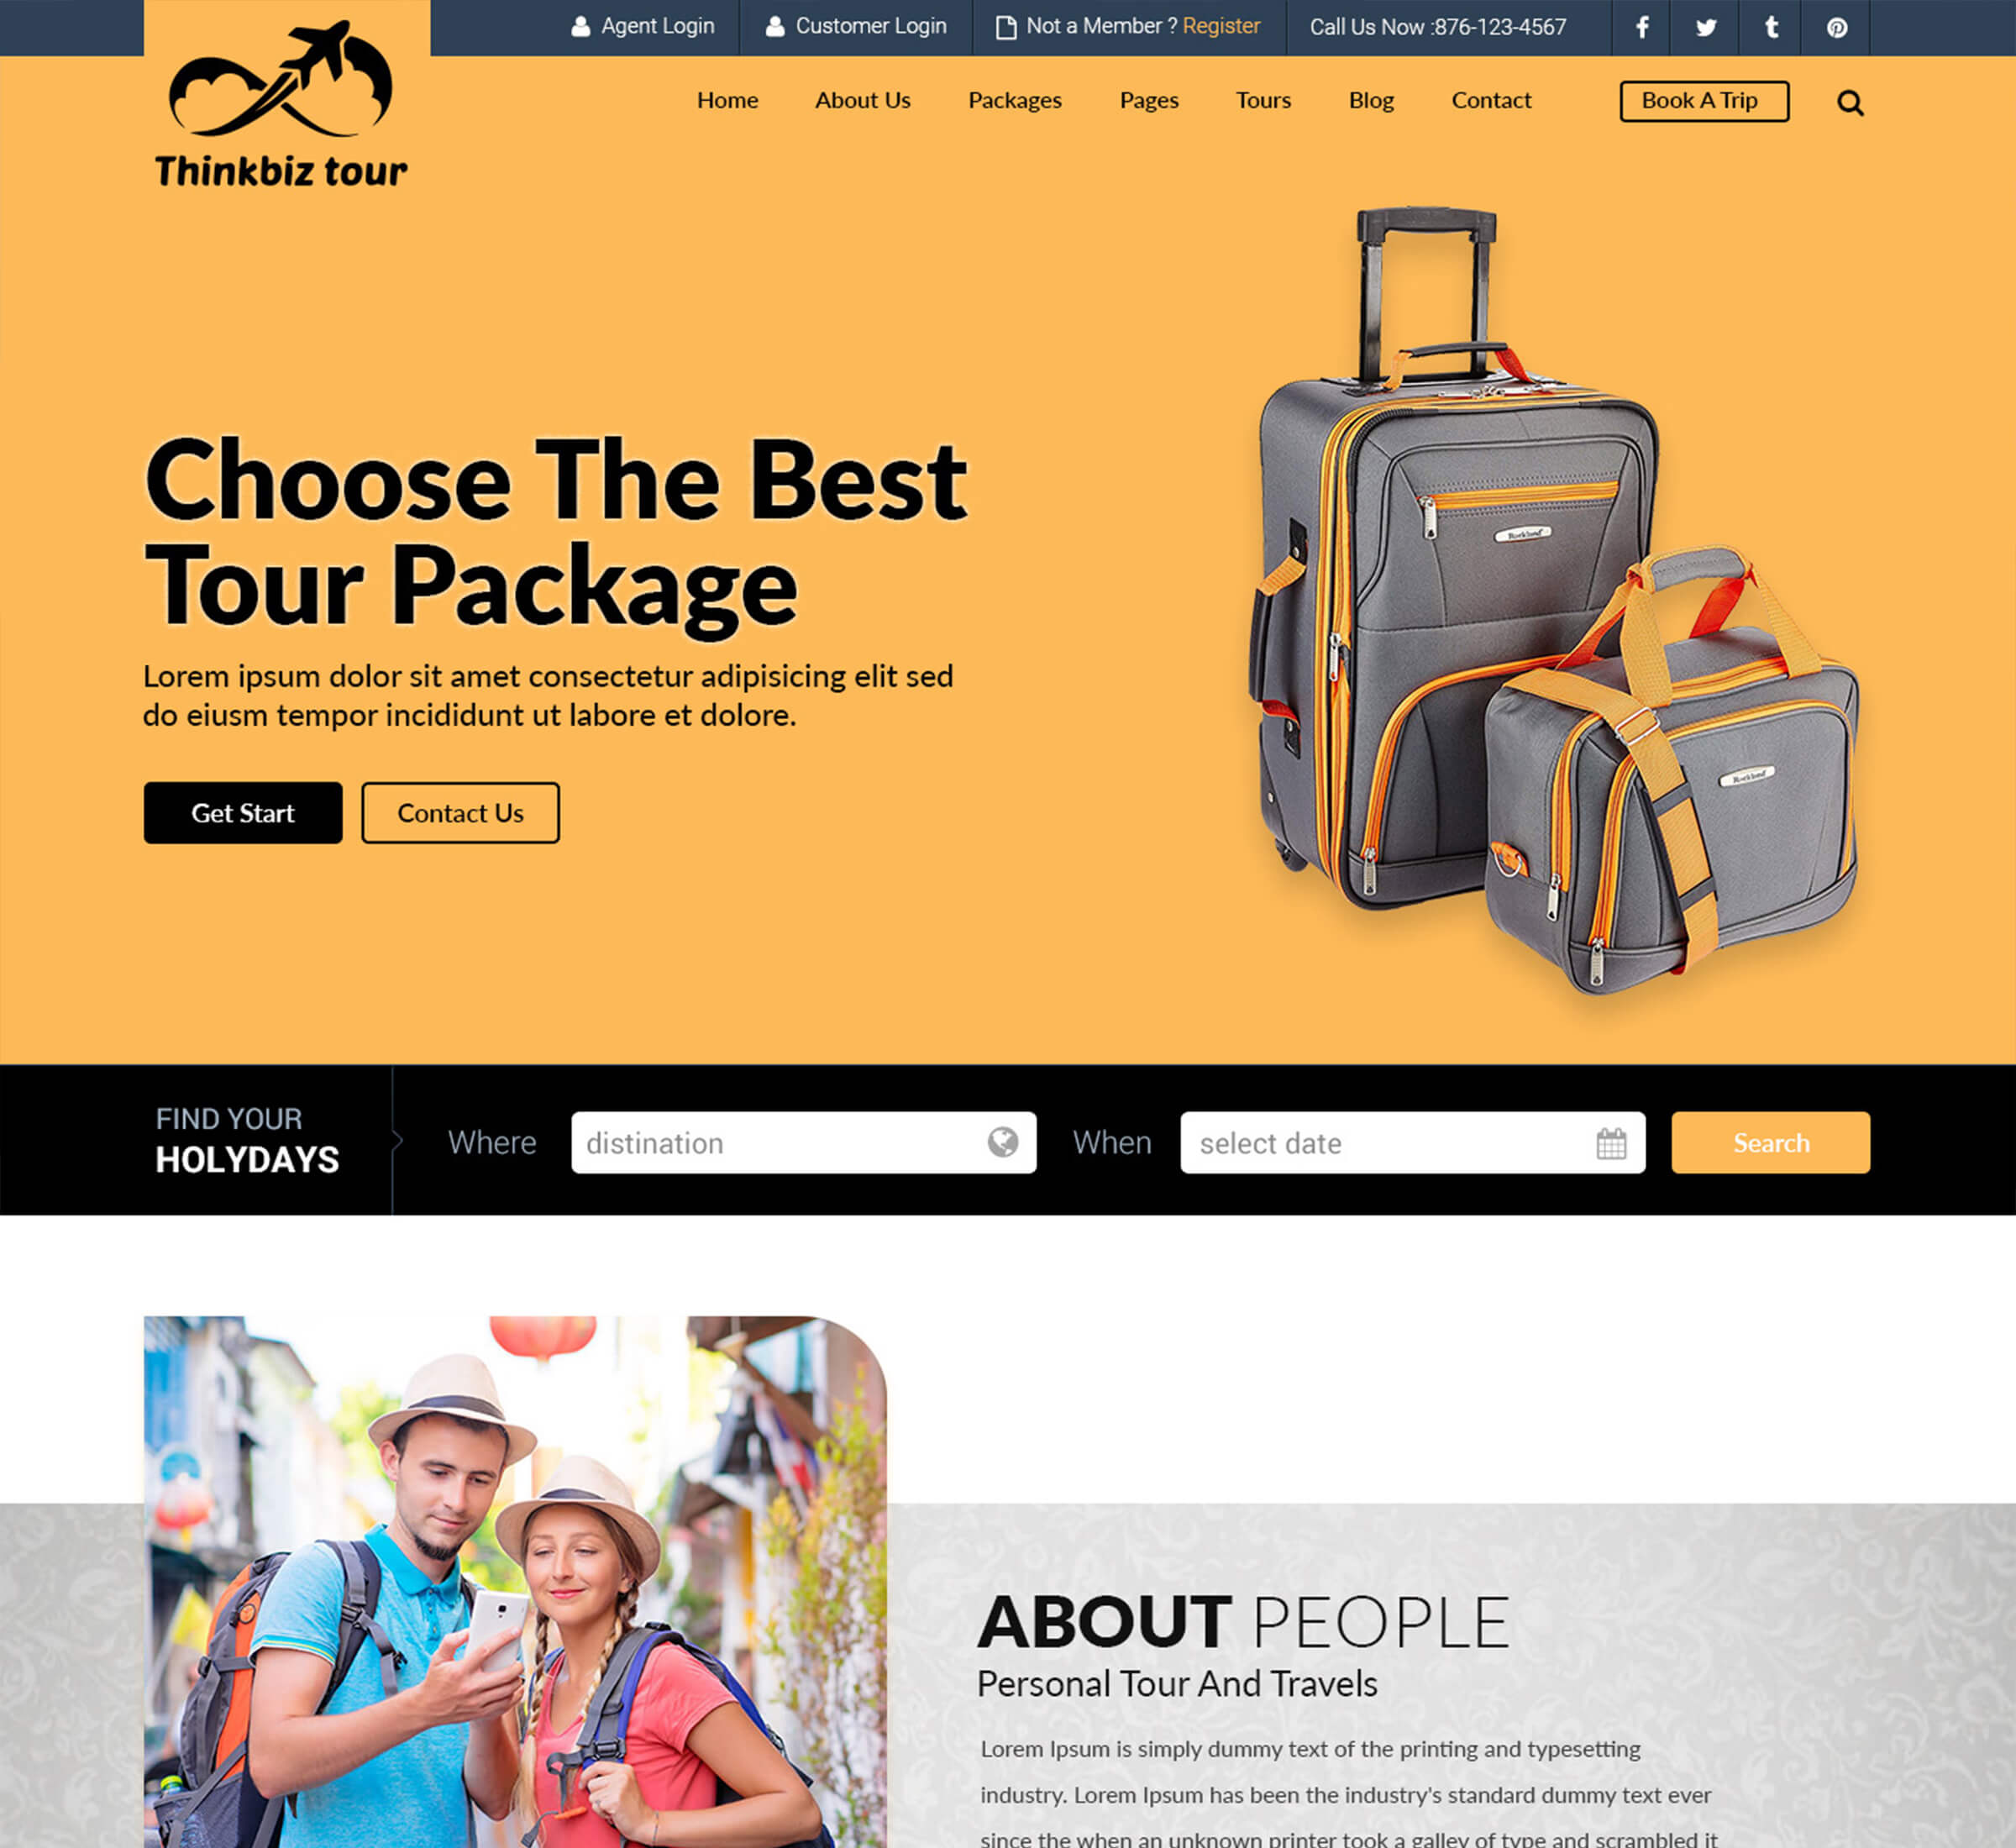 Agent Login
Customer Login
Not a Member ? Register
Call Us Now :876-123-4567
Thinkbiz tour
Home
About Us
Packages
Pages
Tours
Blog
Contact
Book A Trip
Choose The Best
Tour Package
Lorem ipsum dolor sit amet consectetur adipisicing elit sed
do eiusm tempor incididunt ut labore et dolore.
Get Start
Contact Us
Rockland
Rockland
FIND YOUR
HOLYDAYS
Where
distination
When
select date
Search
ABOUT PEOPLE
Personal Tour And Travels
Lorem Ipsum is simply dummy text of the printing and typesetting
industry. Lorem Ipsum has been the industry's standard dummy text ever
since the when an unknown printer took a galley of type and scrambled it